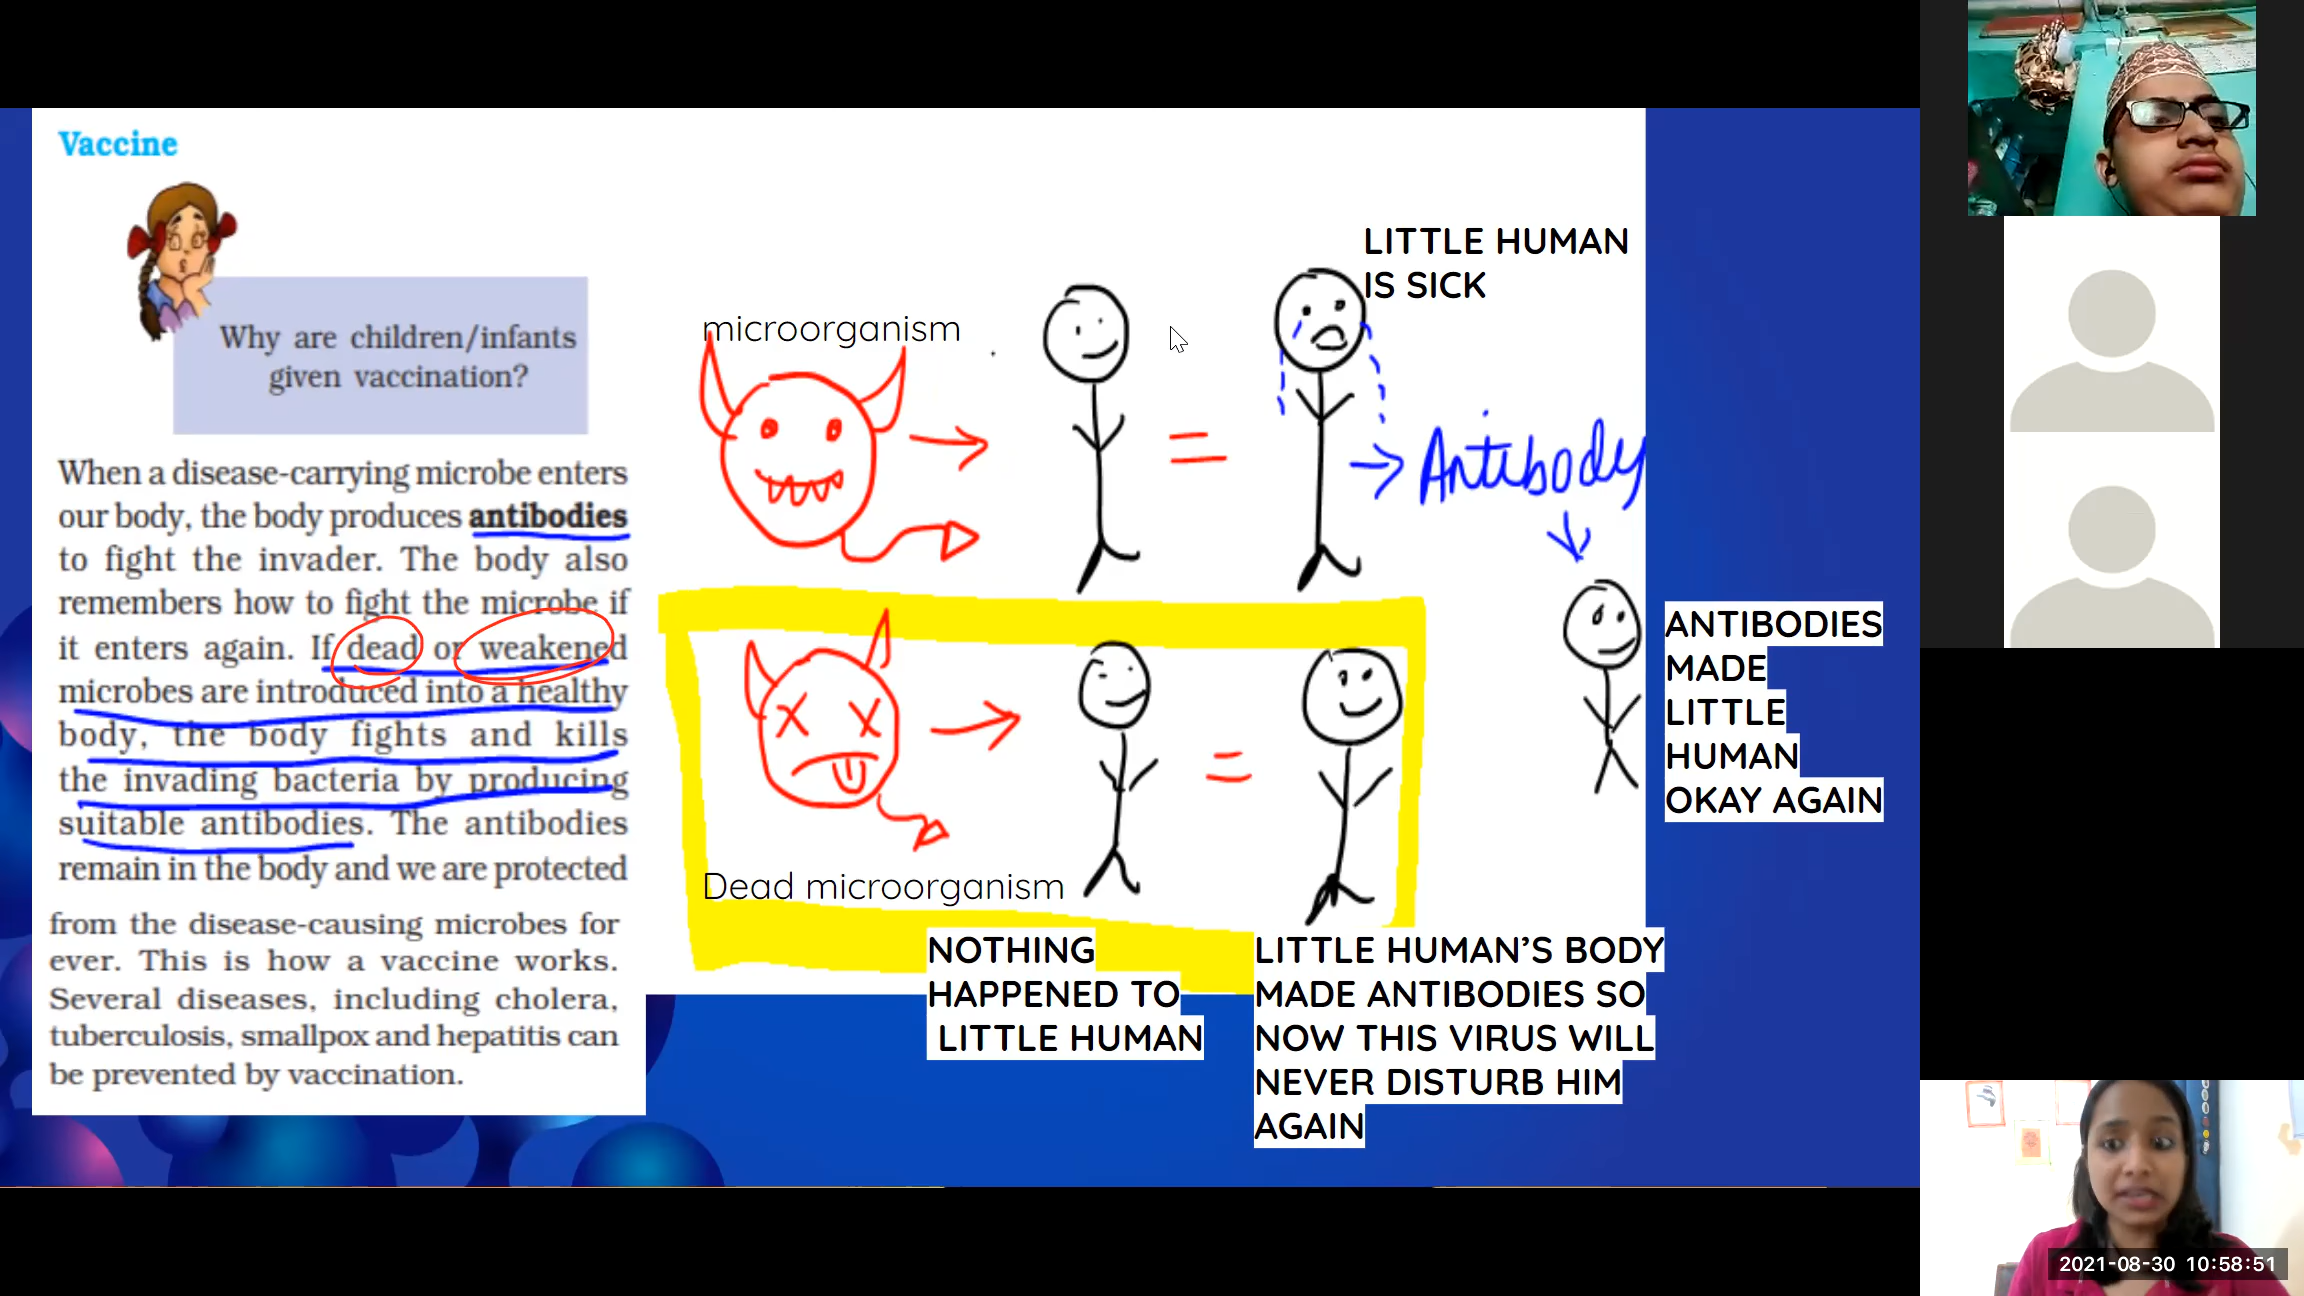 Vaccine
Why are children/infants
given vaccination?
When a disease-carrying microbe enters
our body, the body produces antibodies
to fight the invader. The body also
remembers how to fight the microbe if
it enters again. If dead or weakened
microbes are introduced into a healthy
body, the body fights and kills
the invading bacteria by producing
suitable antibodies. The antibodies
remain in the body and we are protected
from the disease-causing microbes for
ever. This is how a vaccine works.
Several diseases, including cholera,
tuberculosis, smallpox and hepatitis can
be prevented by vaccination.
microorganism
LITTLE HUMAN
IS SICK
Antibody
Dead microorganism
NOTHING
HAPPENED TO
LITTLE HUMAN
LITTLE HUMAN’S BODY
MADE ANTIBODIES SO
NOW THIS VIRUS WILL
NEVER DISTURB HIM
AGAIN
ANTIBODIES
MADE
LITTLE
HUMAN
OKAY AGAIN
2021-08-30 10:58:51